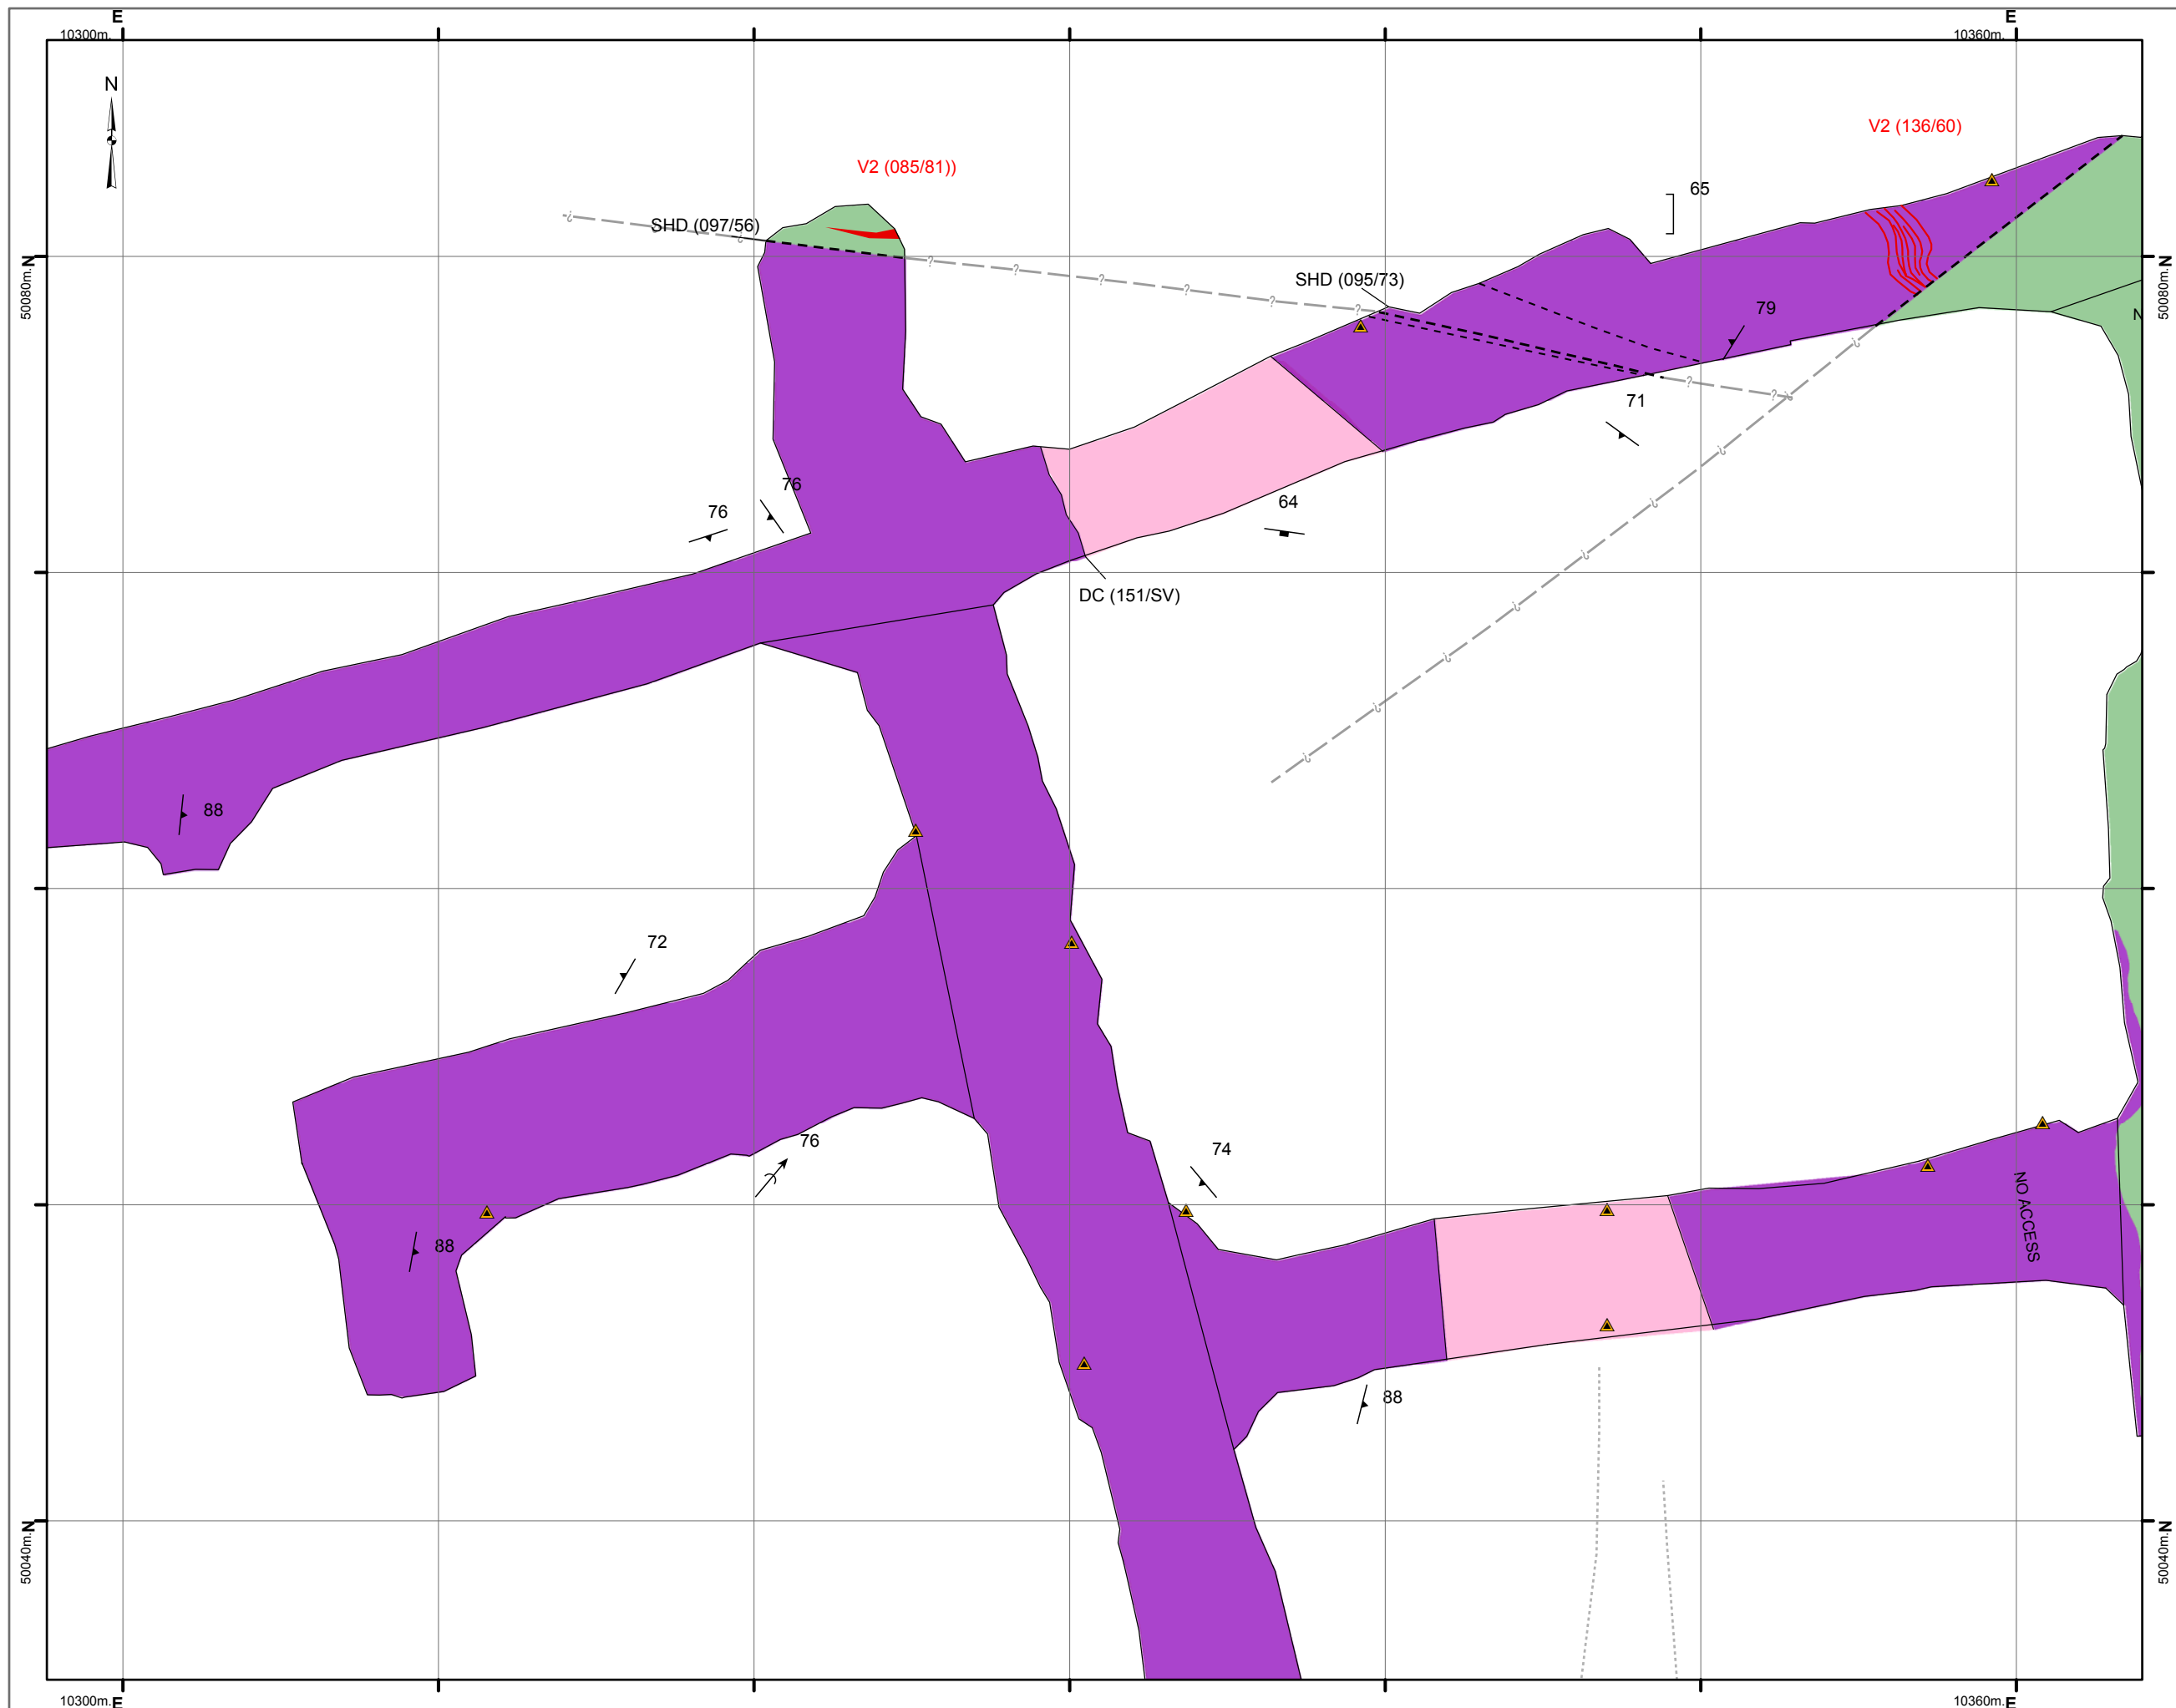 E
E
10300m.
10360m.
N
V2 (136/60)
V2 (085/81))
65
SHD (097/56)
50080m.N
50080m.N
SHD (095/73)
79
N
71
76
76
64
DC (151/SV)
88
72
76
74
NO ACCESS
88
88
50040m.N
50040m.N
10300m.E
10360m.E